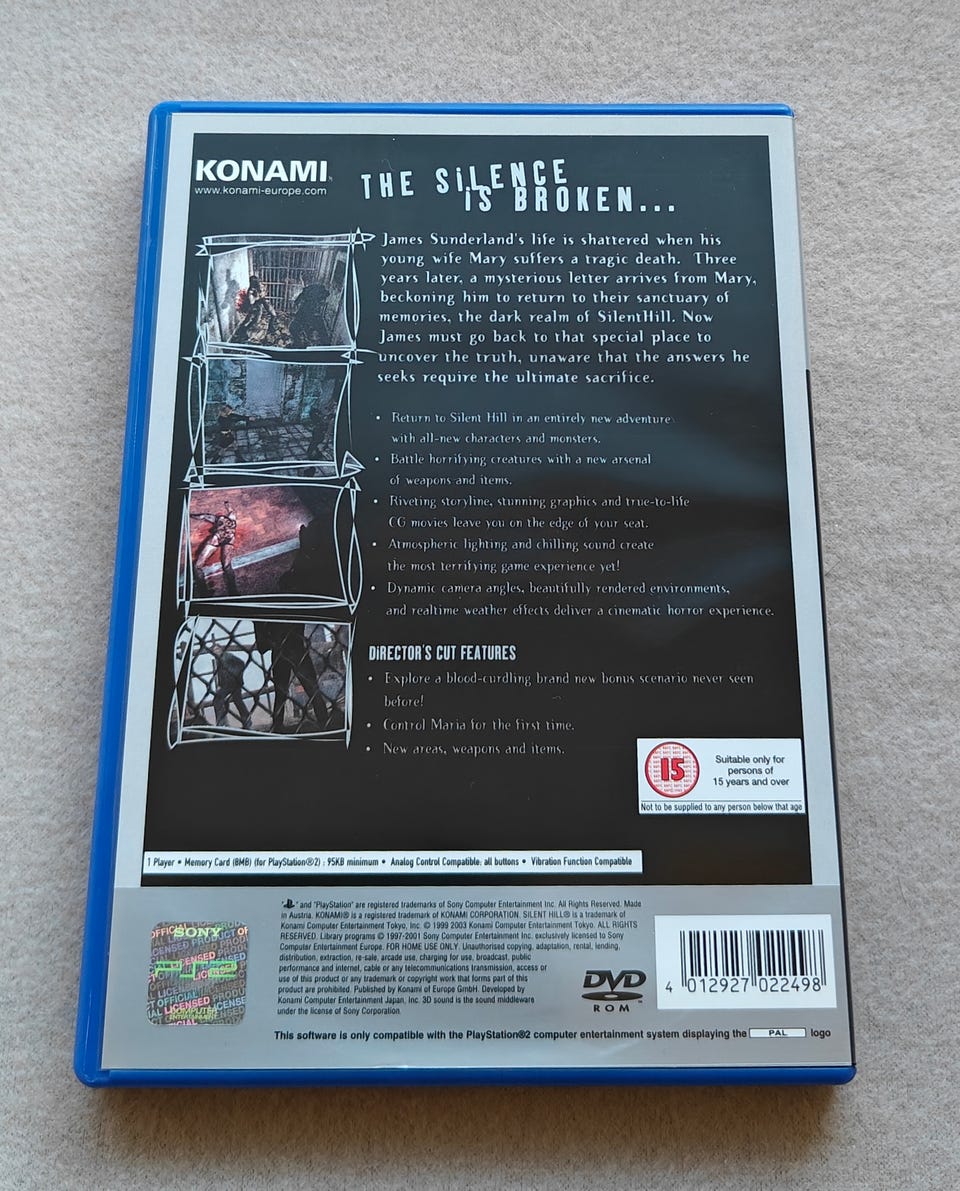 KONAMI
www.konami-europe.com
THE SiLENCE
iS BROKEN...
James Sunderland's life is shattered when his
young wife Mary suffers a tragic death. Three
years later, a mysterious letter arrives from Mary,
beckoning him to return to their sanctuary of
memories, the dark realm of SilentHill. Now
James must go back to that special place to
uncover the truth, unaware that the answers he
seeks require the ultimate sacrifice.
• Return to Silent Hill in an entirely new adventure
with all-new characters and monsters.
• Battle horrifying creatures with a new arsenal
of weapons and items.
• Riveting storyline, stunning graphics and true-to-life
CG movies leave you on the edge of your seat.
• Atmospheric lighting and chilling sound create
the most terrifying game experience yet!
• Dynamic camera angles, beautifully rendered environments,
and realtime weather effects deliver a cinematic horror experience.
DiRECTOR'S CUT FEATURES
• Explore a blood-curdling brand new bonus scenario never seen
before!
• Control Maria for the first time.
• New areas, weapons and items.
15
Suitable only for
persons of
15 years and over
Not to be supplied to any person below that age
1 Player • Memory Card (8MB) (for PlayStation®2) : 95KB minimum • Analog Control Compatible: all buttons • Vibration Function Compatible
" " and "PlayStation" are registered trademarks of Sony Computer Entertainment Inc. All Rights Reserved. Made
in Austria. KONAMI® is a registered trademark of KONAMI CORPORATION. SILENT HILL® is a trademark of
Konami Computer Entertainment Tokyo, Inc. © 1999 2003 Konami Computer Entertainment Tokyo. ALL RIGHTS
RESERVED. Library programs © 1997-2001 Sony Computer Entertainment Inc. exclusively licensed to Sony
Computer Entertainment Europe. FOR HOME USE ONLY. Unauthorised copying, adaptation, rental, lending,
distribution, extraction, re-sale, arcade use, charging for use, broadcast, public
performance and internet, cable or any telecommunications transmission, access or
use of this product or any trademark or copyright work that forms part of this
product are prohibited. Published by Konami of Europe GmbH. Developed by
Konami Computer Entertainment Japan, Inc. 3D sound is the sound middleware
under the license of Sony Corporation.
SONY
PS2
COMPUTER
ENTERTAINMENT
DVD
ROM
4 012927 022498
This software is only compatible with the PlayStation®2 computer entertainment system displaying the PAL logo